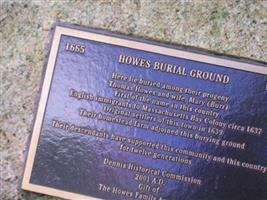 1665
HOWES BURIAL GROUND
Here lie buried among their progeny
Thomas Howes and wife, Mary (Burr)
First of the name in this country
English immigrants to Massachusetts Bay Colony circa 1637
Original settlers of this town in 1639
Their homestead farm adjoined this burying ground
Their descendants have supported this community and this country
for twelve generations
Dennis Historical Commission
2001 A.D.
Gift of
The Howes Family